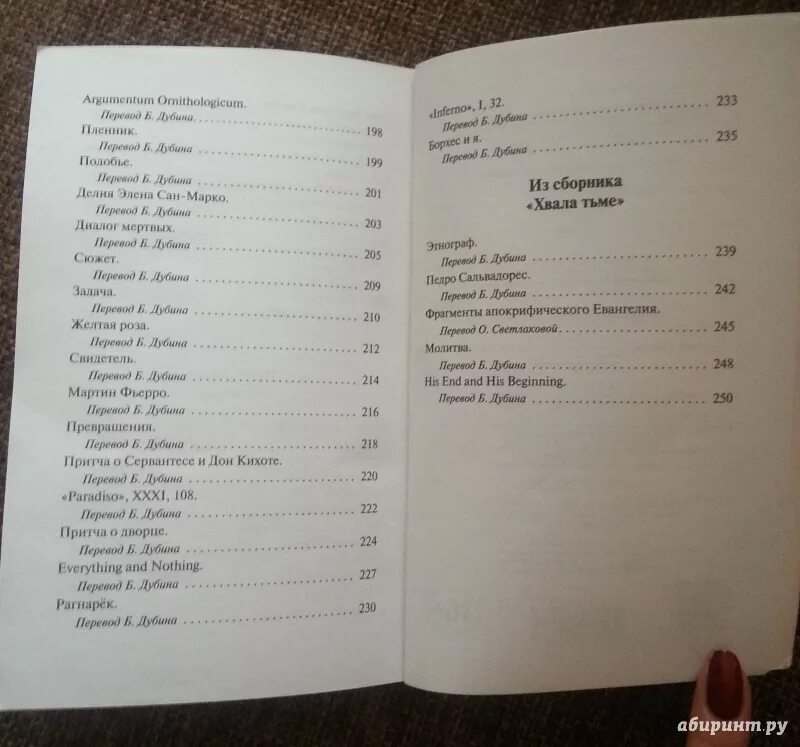 Argumentum Ornithologicum.
Перевод Б. Дубина. . . . . . . . . . . . . . . . . . . . . . . 198
Пленник.
Перевод Б. Дубина . . . . . . . . . . . . . . . . . . . . . . . 199
Подобье.
Перевод Б. Дубина . . . . . . . . . . . . . . . . . . . . . . . 201
Делия Элена Сан-Марко.
Перевод Б. Дубина . . . . . . . . . . . . . . . . . . . . . . . 203
Диалог мертвых.
Перевод Б. Дубина . . . . . . . . . . . . . . . . . . . . . . . 205
Сюжет.
Перевод Б. Дубина . . . . . . . . . . . . . . . . . . . . . . . 209
Задача.
Перевод Б. Дубина . . . . . . . . . . . . . . . . . . . . . . . 210
Желтая роза.
Перевод Б. Дубина . . . . . . . . . . . . . . . . . . . . . . . 212
Свидетель.
Перевод Б. Дубина . . . . . . . . . . . . . . . . . . . . . . . 214
Мартин Фьерро.
Перевод Б. Дубина . . . . . . . . . . . . . . . . . . . . . . . 216
Превращения.
Перевод Б. Дубина . . . . . . . . . . . . . . . . . . . . . . . 218
Притча о Сервантесе и Дон Кихоте.
Перевод Б. Дубина . . . . . . . . . . . . . . . . . . . . . . . 220
«Paradiso», XXXI, 108.
Перевод Б. Дубина . . . . . . . . . . . . . . . . . . . . . . . 222
Притча о дворце.
Перевод Б. Дубина . . . . . . . . . . . . . . . . . . . . . . . 224
Everything and Nothing.
Перевод Б. Дубина . . . . . . . . . . . . . . . . . . . . . . . 227
Рагнарёк.
Перевод Б. Дубина . . . . . . . . . . . . . . . . . . . . . . . 230
«Inferno», I, 32.
Перевод Б. Дубина . . . . . . . . . . . . . . . . . . . . . . . 233
Борхес и я.
Перевод Б. Дубина . . . . . . . . . . . . . . . . . . . . . . . 235
Из сборника
«Хвала тьме»
Этнограф.
Перевод Б. Дубина . . . . . . . . . . . . . . . . . . . . . . . 239
Педро Сальвадорес.
Перевод Б. Дубина . . . . . . . . . . . . . . . . . . . . . . . 242
Фрагменты апокрифического Евангелия.
Перевод О. Светлаковой. . . . . . . . . . . . . . . . . . . . 245
Молитва.
Перевод Б. Дубина . . . . . . . . . . . . . . . . . . . . . . . 248
His End and His Beginning.
Перевод Б. Дубина . . . . . . . . . . . . . . . . . . . . . . . 250
абиринт.ру